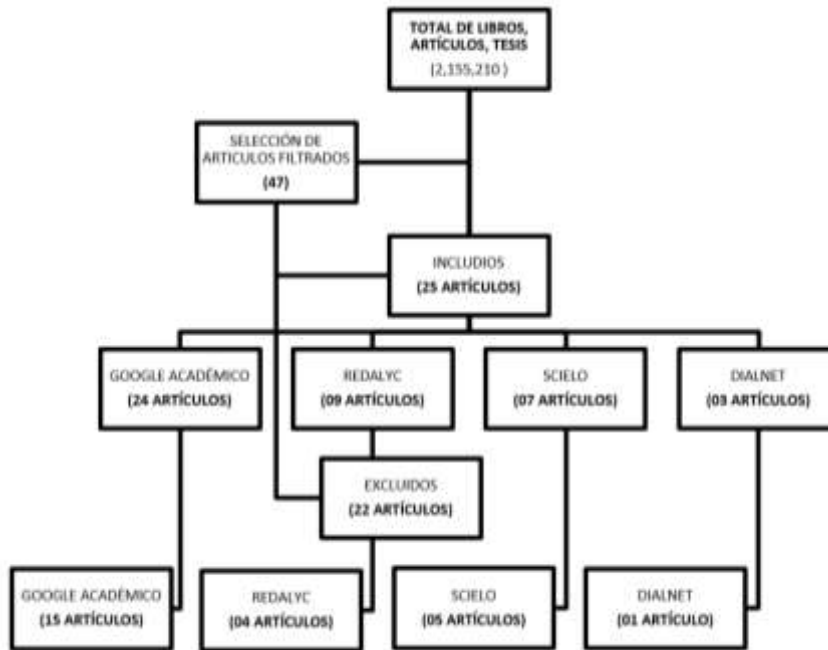 TOTAL DE LIBROS,
ARTÍCULOS, TESIS
(2,155,210 )
SELECCIÓN DE
ARTICULOS FILTRADOS
(47)
INCLUDIOS
(25 ARTÍCULOS)
GOOGLE ACADÉMICO
(24 ARTÍCULOS)
REDALYC
(09 ARTÍCULOS)
SCIELO
(07 ARTÍCULOS)
DIALNET
(03 ARTÍCULOS)
EXCLUIDOS
(22 ARTÍCULOS)
GOOGLE ACADÉMICO
(15 ARTÍCULOS)
REDALYC
(04 ARTÍCULOS)
SCIELO
(05 ARTÍCULOS)
DIALNET
(01 ARTÍCULO)